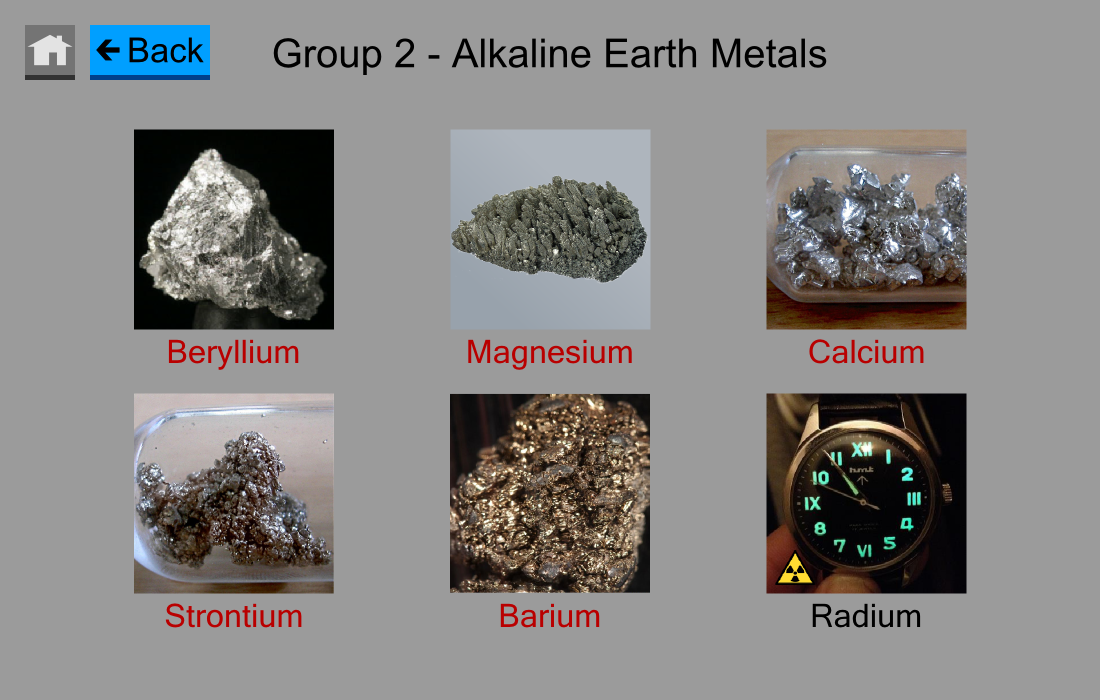 ← Back
Group 2 - Alkaline Earth Metals
Beryllium
Magnesium
Calcium
XII
1
2
III
4
5
VI
7
8
IX
10
11
hmt
Strontium
Barium
Radium